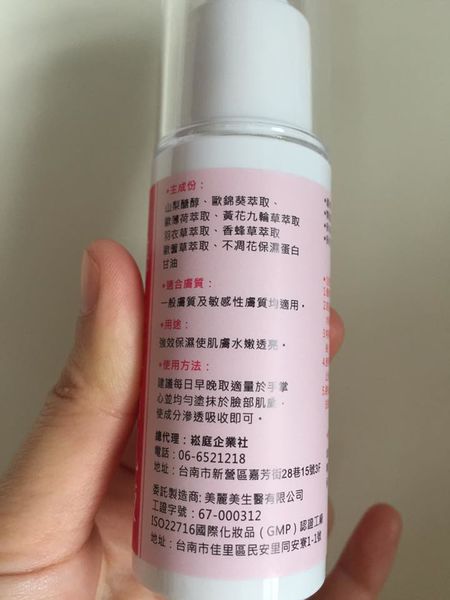 •主成份：
山梨醣醇、歐錦葵萃取、
歐薄荷萃取、黃花九輪草萃取
羽衣草萃取、香蜂草萃取
歐蓍草萃取、不凋花保濕蛋白
甘油
•適合膚質：
一般膚質及敏感性膚質均適用。
•用途：
強效保濕使肌膚水嫩透亮。
•使用方法：
建議每日早晚取適量於手掌
心並均勻塗抹於臉部肌膚，
使成分滲透吸收即可。
總代理：崧庭企業社
電話：06-6521218
地址：台南市新營區嘉芳街28巷15號3F
委託製造商：美麗美生醫有限公司
工證字號：67-000312
ISO22716國際化妝品（GMP）認證工廠
地址：台南市佳里區民安里同安寮1-1號